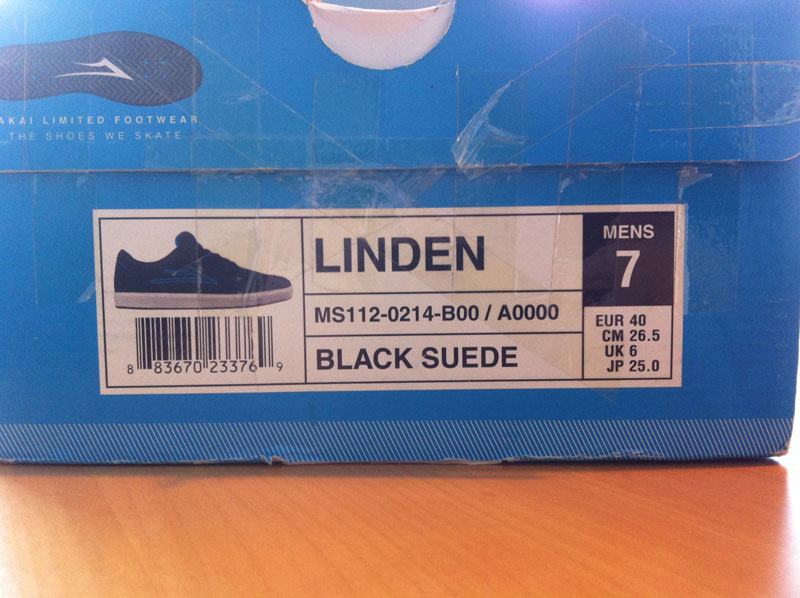 AKAI LIMITED FOOTWEAR
THE SHOES WE SKATE
LINDEN
MS112-0214-B00 / A0000
BLACK SUEDE
8 83670 23376 9
MENS
7
EUR 40
CM 26.5
UK 6
JP 25.0